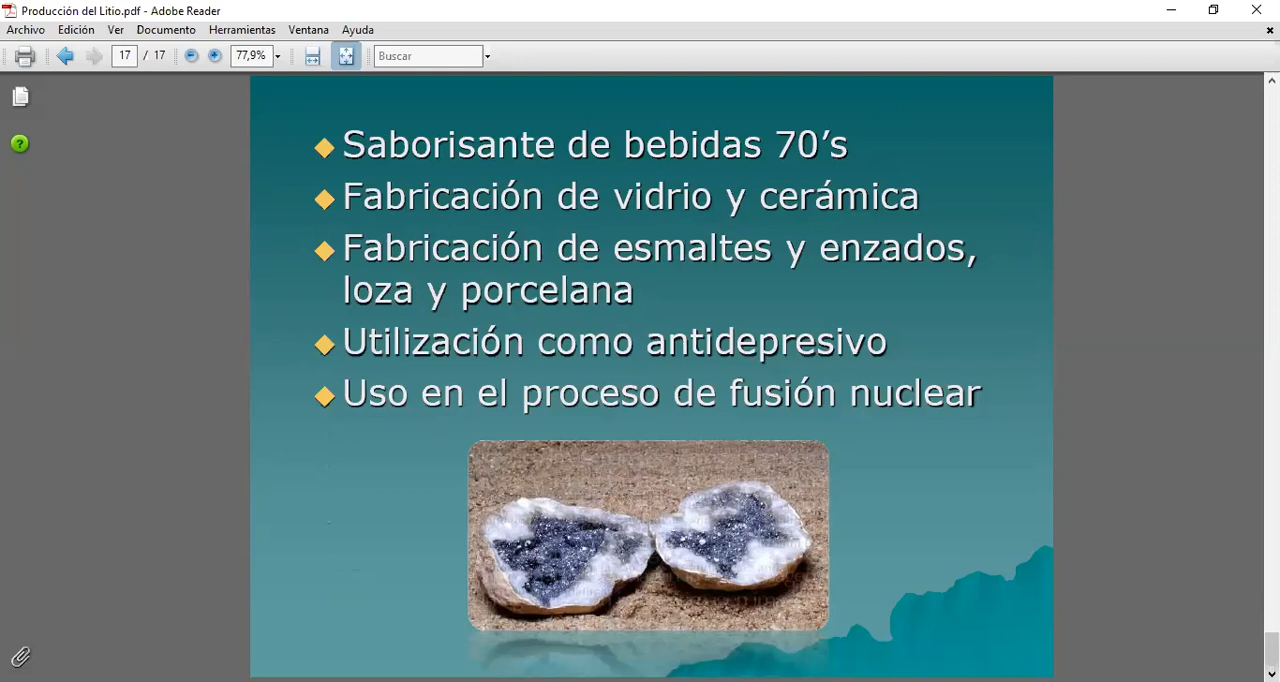 Producción del Litio.pdf - Adobe Reader
Archivo Edición Ver Documento Herramientas Ventana Ayuda
17 / 17 77,9% Buscar
Saborisante de bebidas 70’s
Fabricación de vidrio y cerámica
Fabricación de esmaltes y enzados,
loza y porcelana
Utilización como antidepresivo
Uso en el proceso de fusión nuclear